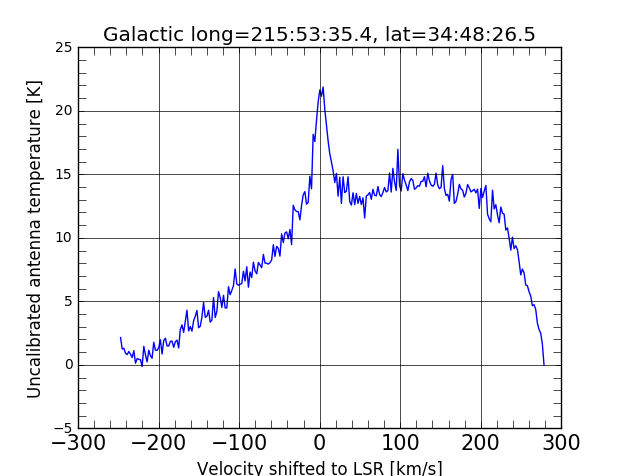 Galactic long=215:53:35.4, lat=34:48:26.5
Uncalibrated antenna temperature [K]
25
20
15
10
5
0
−5
−300 −200 −100 0 100 200 300
Velocity shifted to LSR [km/s]